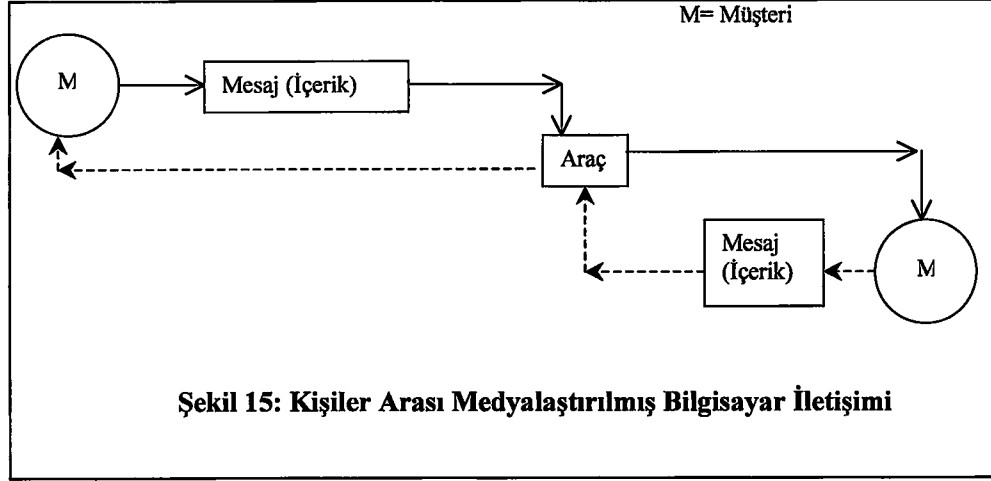 M= Müşteri
M
Mesaj (İçerik)
Araç
Mesaj
(İçerik)
M
Şekil 15: Kişiler Arası Medyalaştırılmış Bilgisayar İletişimi